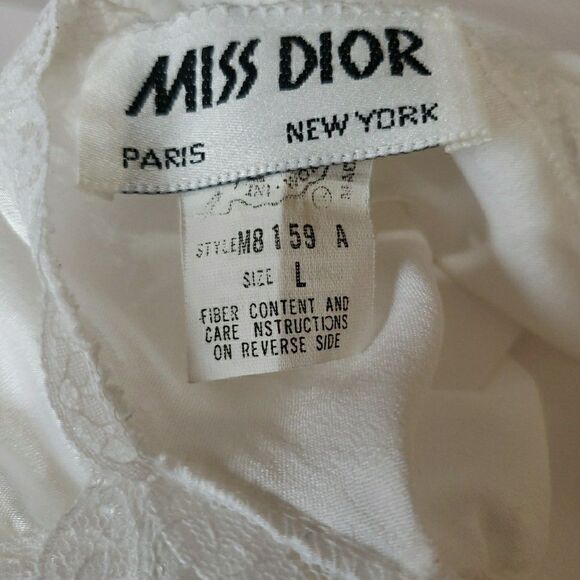 MISS DIOR
PARIS NEW YORK
STYLE M8159 A
SIZE L
FIBER CONTENT AND
CARE NSTRUCTIONS
ON REVERSE SIDE